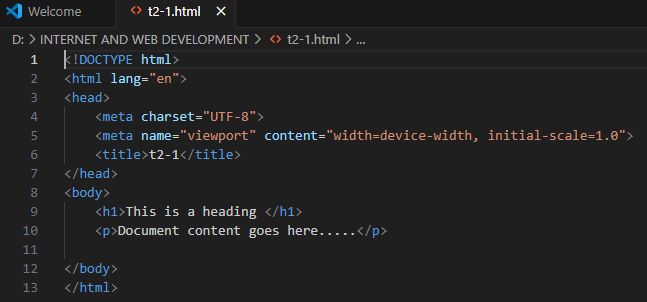 Welcome t2-1.html
D: > INTERNET AND WEB DEVELOPMENT > t2-1.html > ...
1 <!DOCTYPE html>
2 <html lang="en">
3 <head>
4     <meta charset="UTF-8">
5     <meta name="viewport" content="width=device-width, initial-scale=1.0">
6     <title>t2-1</title>
7 </head>
8 <body>
9     <h1>This is a heading </h1>
10     <p>Document content goes here.....</p>
11
12 </body>
13 </html>